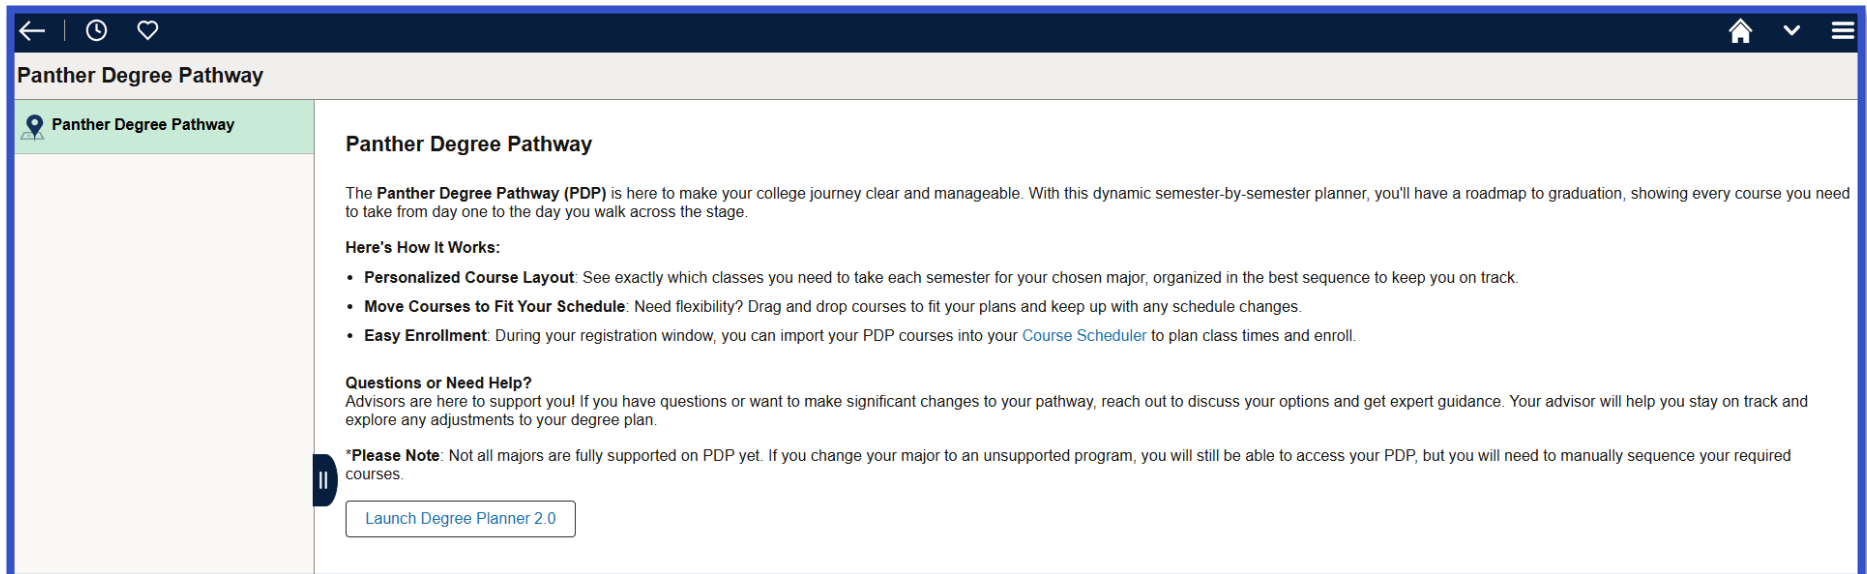 Panther Degree Pathway
Panther Degree Pathway
Panther Degree Pathway
The Panther Degree Pathway (PDP) is here to make your college journey clear and manageable. With this dynamic semester-by-semester planner, you'll have a roadmap to graduation, showing every course you need
to take from day one to the day you walk across the stage.
Here's How It Works:
• Personalized Course Layout: See exactly which classes you need to take each semester for your chosen major, organized in the best sequence to keep you on track.
• Move Courses to Fit Your Schedule: Need flexibility? Drag and drop courses to fit your plans and keep up with any schedule changes.
• Easy Enrollment: During your registration window, you can import your PDP courses into your Course Scheduler to plan class times and enroll.
Questions or Need Help?
Advisors are here to support you! If you have questions or want to make significant changes to your pathway, reach out to discuss your options and get expert guidance. Your advisor will help you stay on track and
explore any adjustments to your degree plan.
*Please Note: Not all majors are fully supported on PDP yet. If you change your major to an unsupported program, you will still be able to access your PDP, but you will need to manually sequence your required
courses.
Launch Degree Planner 2.0